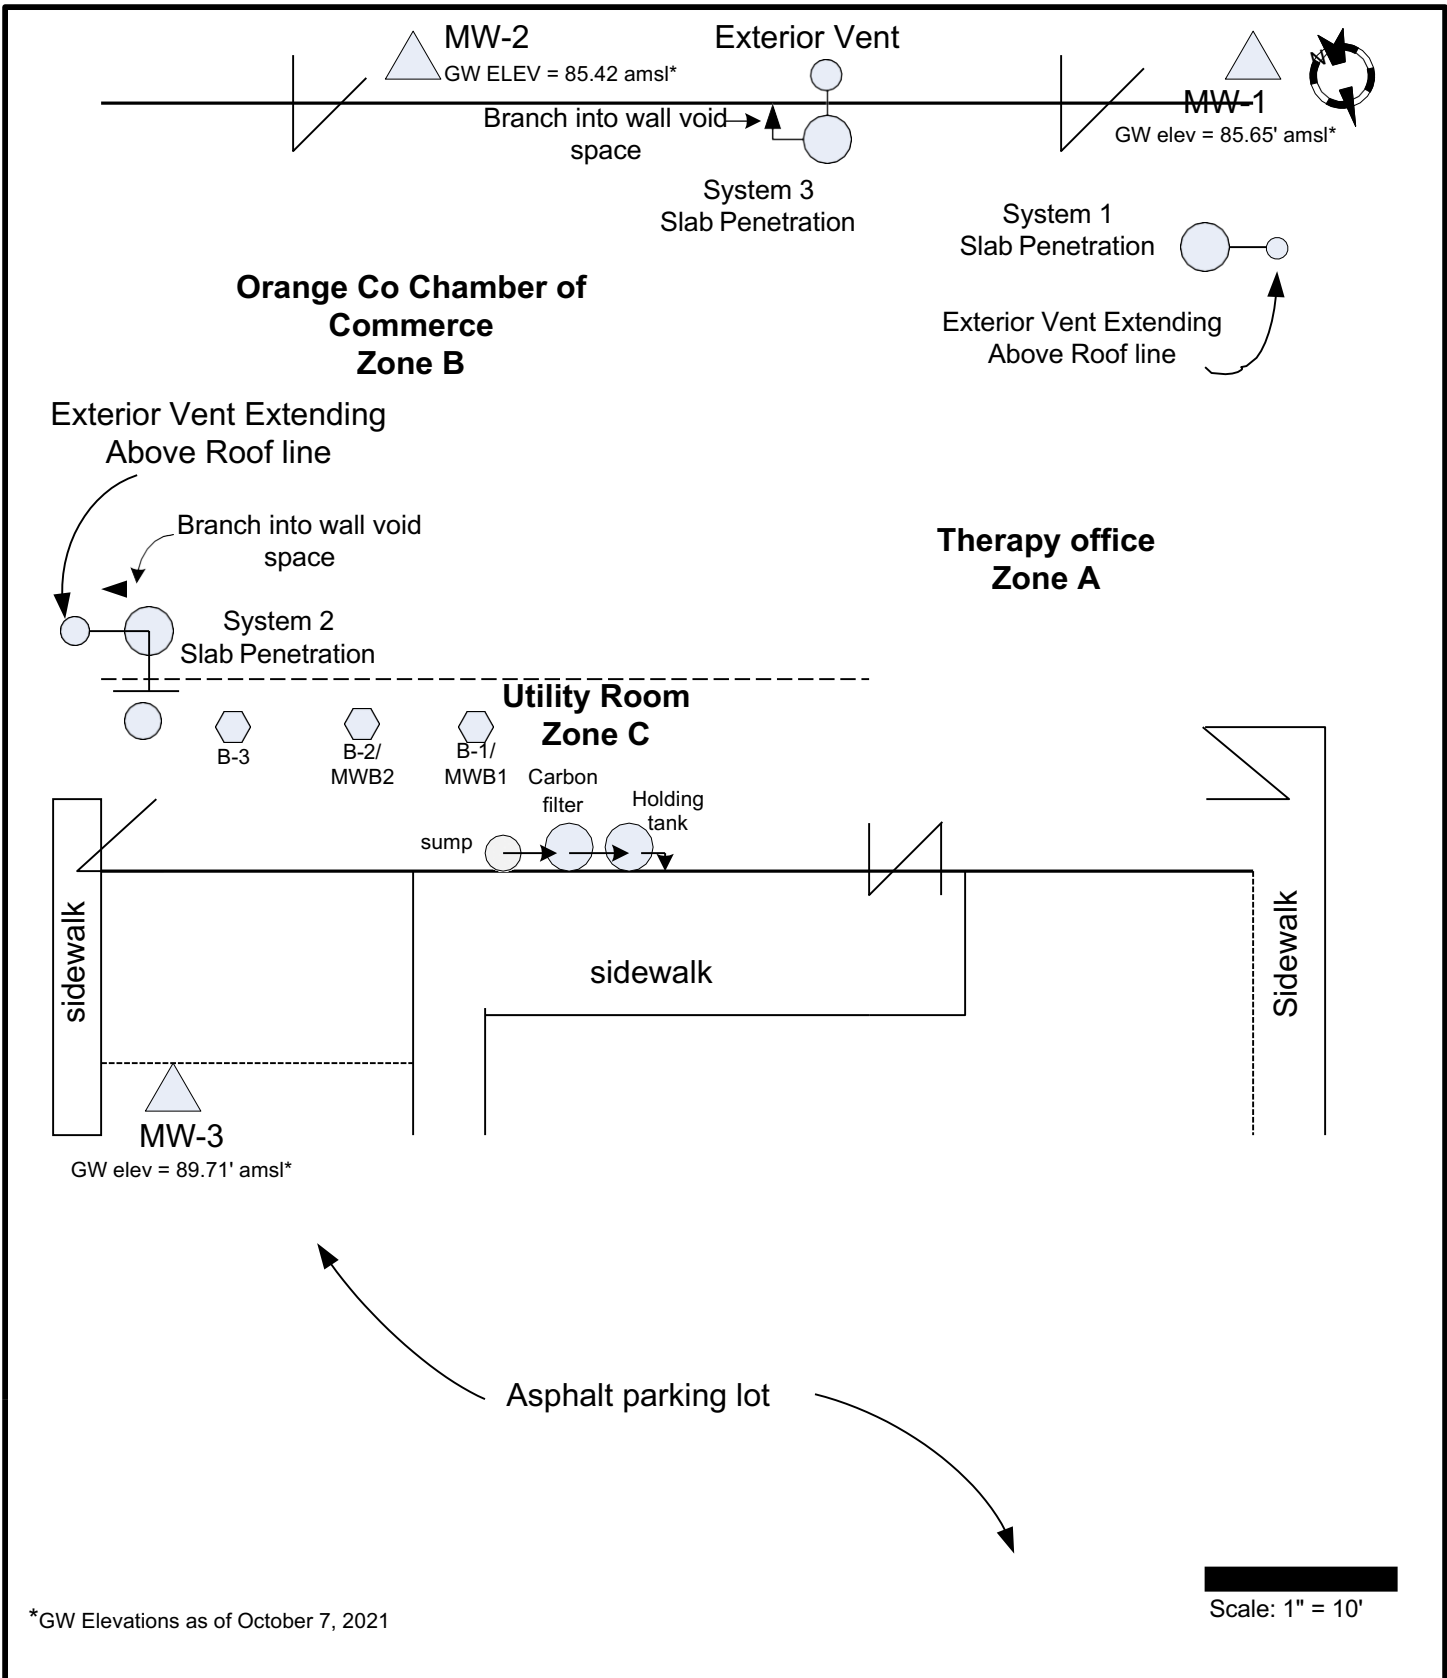 MW-2
GW ELEV = 85.42 amsl*
Exterior Vent
N
MW-1
GW elev = 85.65' amsl*
Branch into wall void
space
System 3
Slab Penetration
System 1
Slab Penetration
Orange Co Chamber of
Commerce
Zone B
Exterior Vent Extending
Above Roof line
Exterior Vent Extending
Above Roof line
Branch into wall void
space
Therapy office
Zone A
System 2
Slab Penetration
Utility Room
Zone C
B-3
B-2/
MWB2
B-1/
MWB1
Carbon
filter
Holding
tank
sump
sidewalk
sidewalk
Sidewalk
MW-3
GW elev = 89.71' amsl*
Asphalt parking lot
*GW Elevations as of October 7, 2021
Scale: 1" = 10'